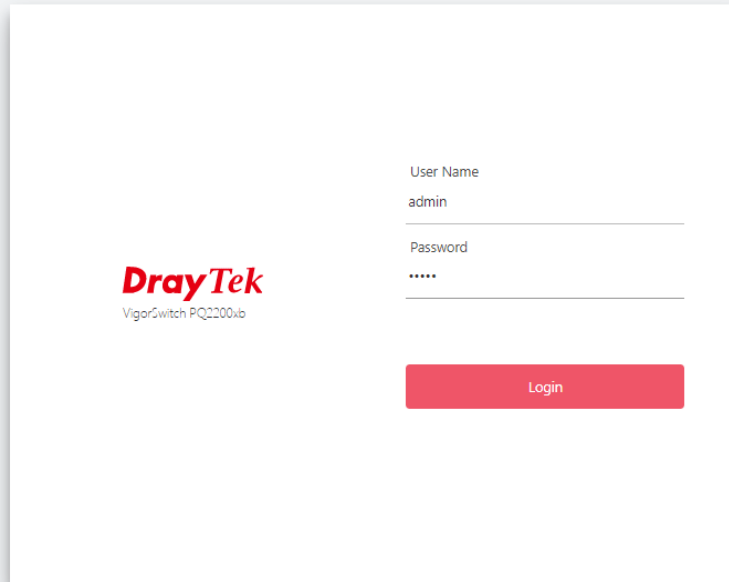 User Name
admin
Password
•••••
DrayTek
VigorSwitch PQ2200xb
Login